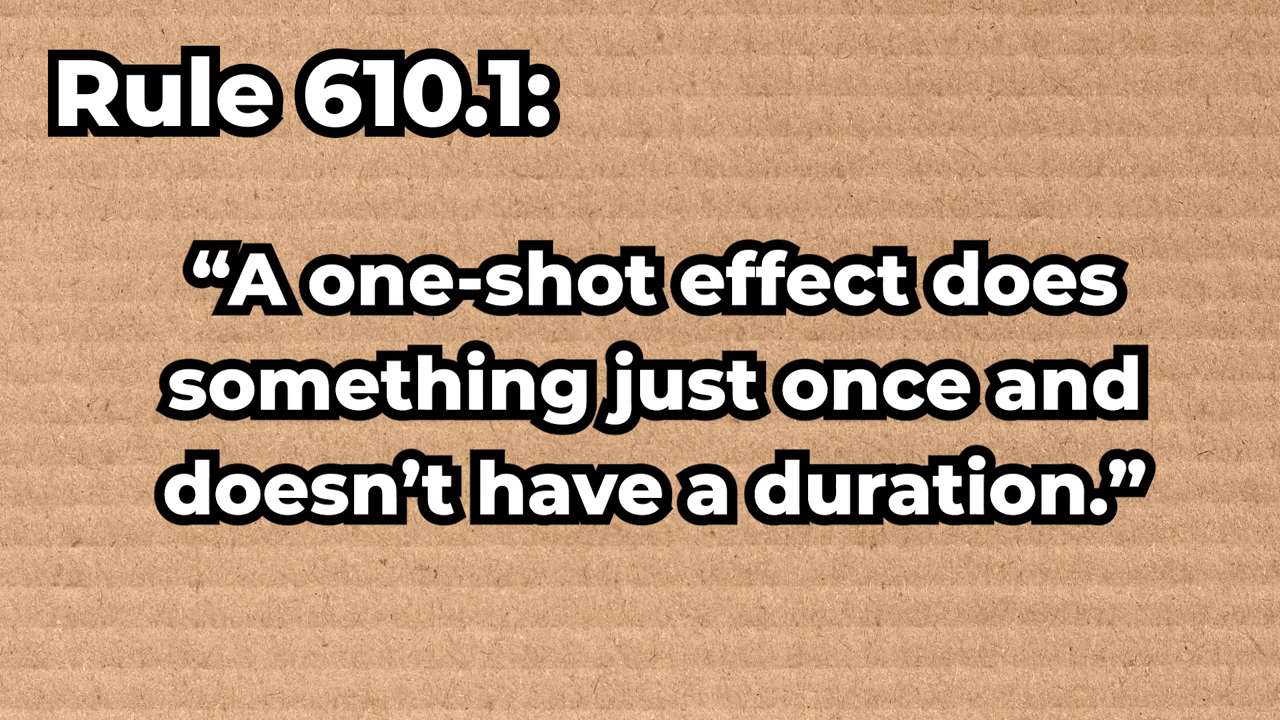 Rule 610.1:
“A one-shot effect does
something just once and
doesn’t have a duration.”